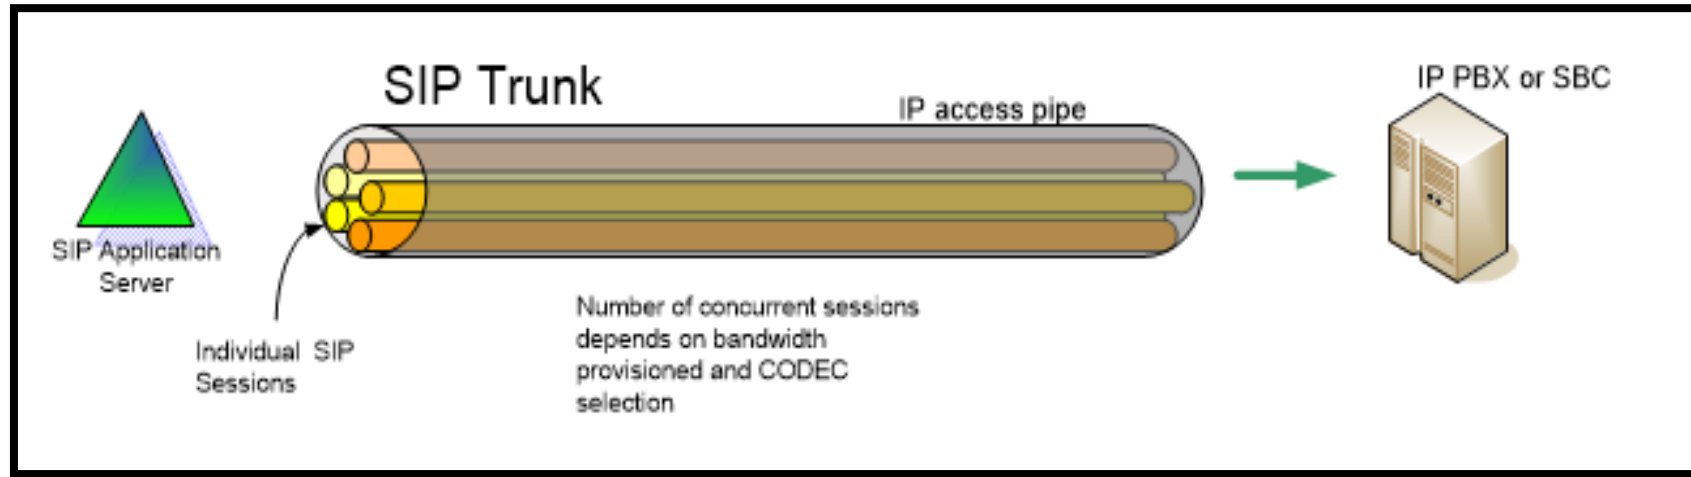 SIP Trunk
IP access pipe
IP PBX or SBC
SIP Application
Server
Individual SIP
Sessions
Number of concurrent sessions
depends on bandwidth
provisioned and CODEC
selection